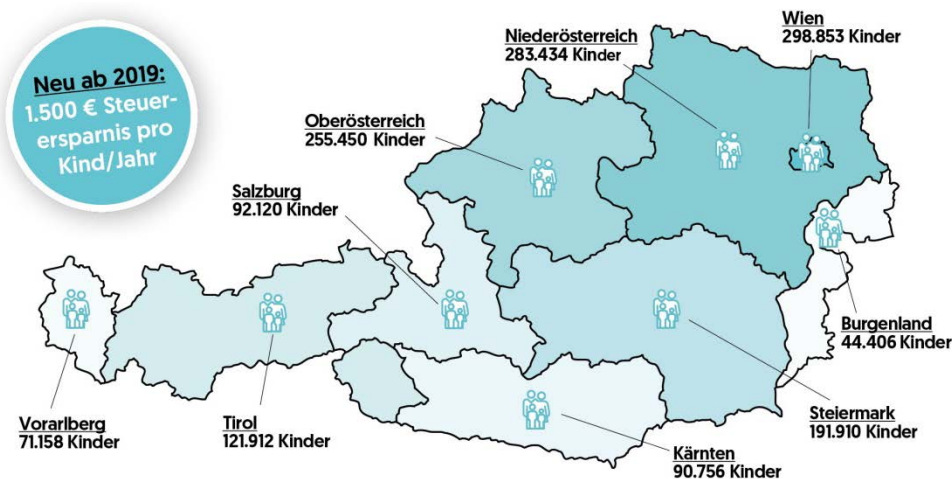 Neu ab 2019:
1.500 € Steuer-
ersparnis pro
Kind/Jahr
Wien
298.853 Kinder
Niederösterreich
283.434 Kinder
Oberösterreich
255.450 Kinder
Salzburg
92.120 Kinder
Burgenland
44.406 Kinder
Vorarlberg
71.158 Kinder
Tirol
121.912 Kinder
Steiermark
191.910 Kinder
Kärnten
90.756 Kinder